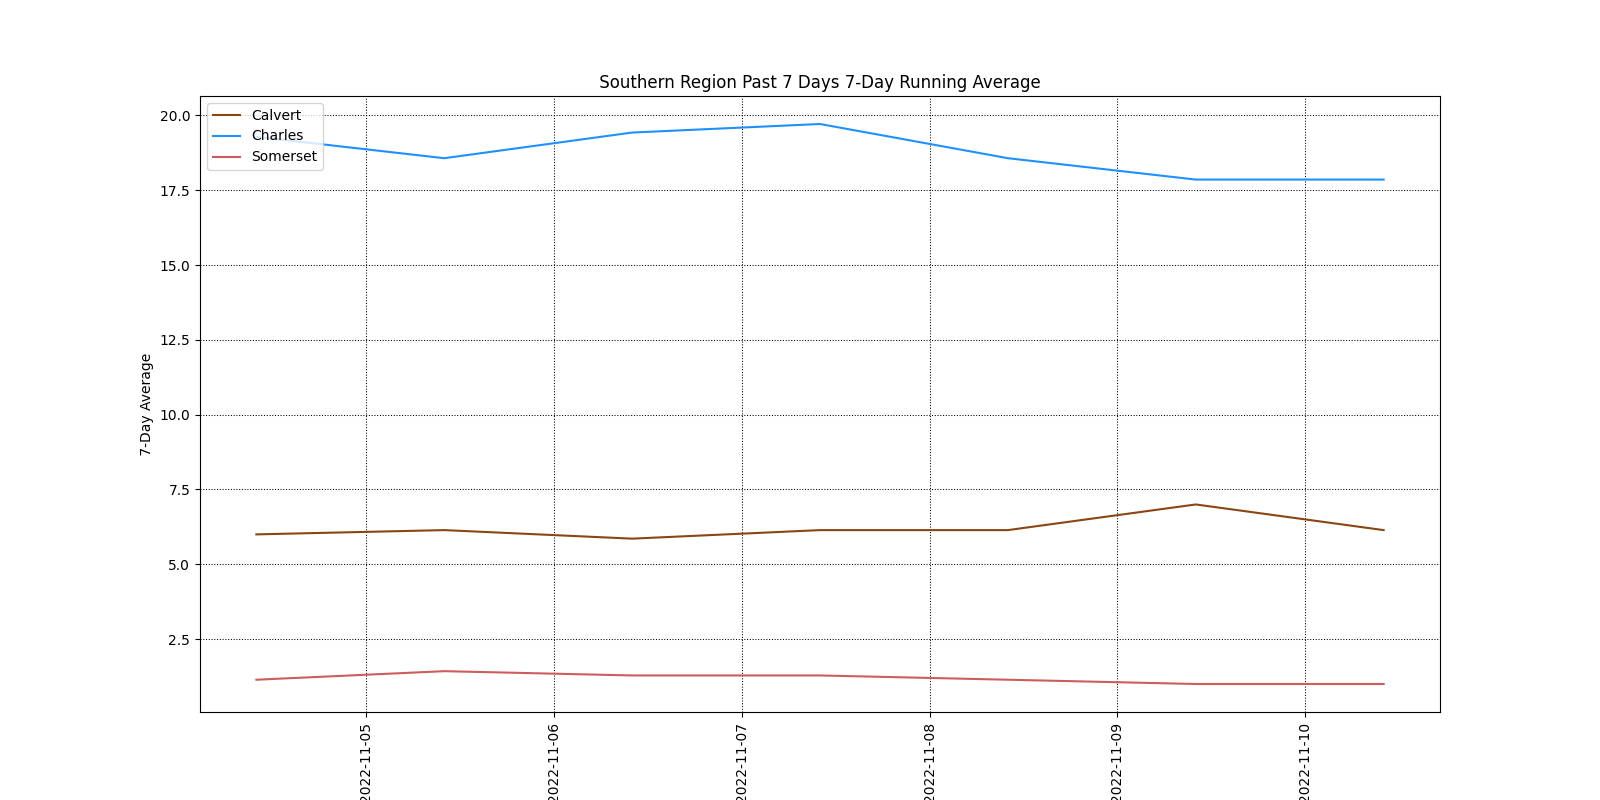 Southern Region Past 7 Days 7-Day Running Average
Calvert
Charles
Somerset
20.0
17.5
15.0
12.5
10.0
7.5
5.0
2.5
7-Day Average
2022-11-05
2022-11-06
2022-11-07
2022-11-08
2022-11-09
2022-11-10